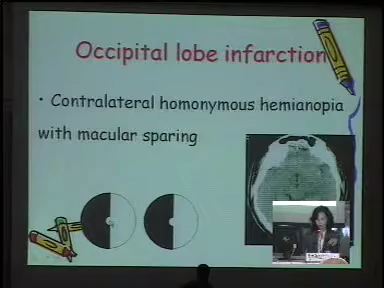 Occipital lobe infarction
• Contralateral homonymous hemianopia
with macular sparing